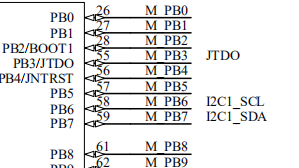 PB0 26 M_PB0
PB1 27 M_PB1
PB2/BOOT1 28 M_PB2
PB3/JTDO 55 M_PB3 JTDO
PB4/JNTRST 56 M_PB4
PB5 57 M_PB5
PB6 58 M_PB6 I2C1_SCL
PB7 59 M_PB7 I2C1_SDA
PB8 61 M_PB8
PB9 62 M_PB9